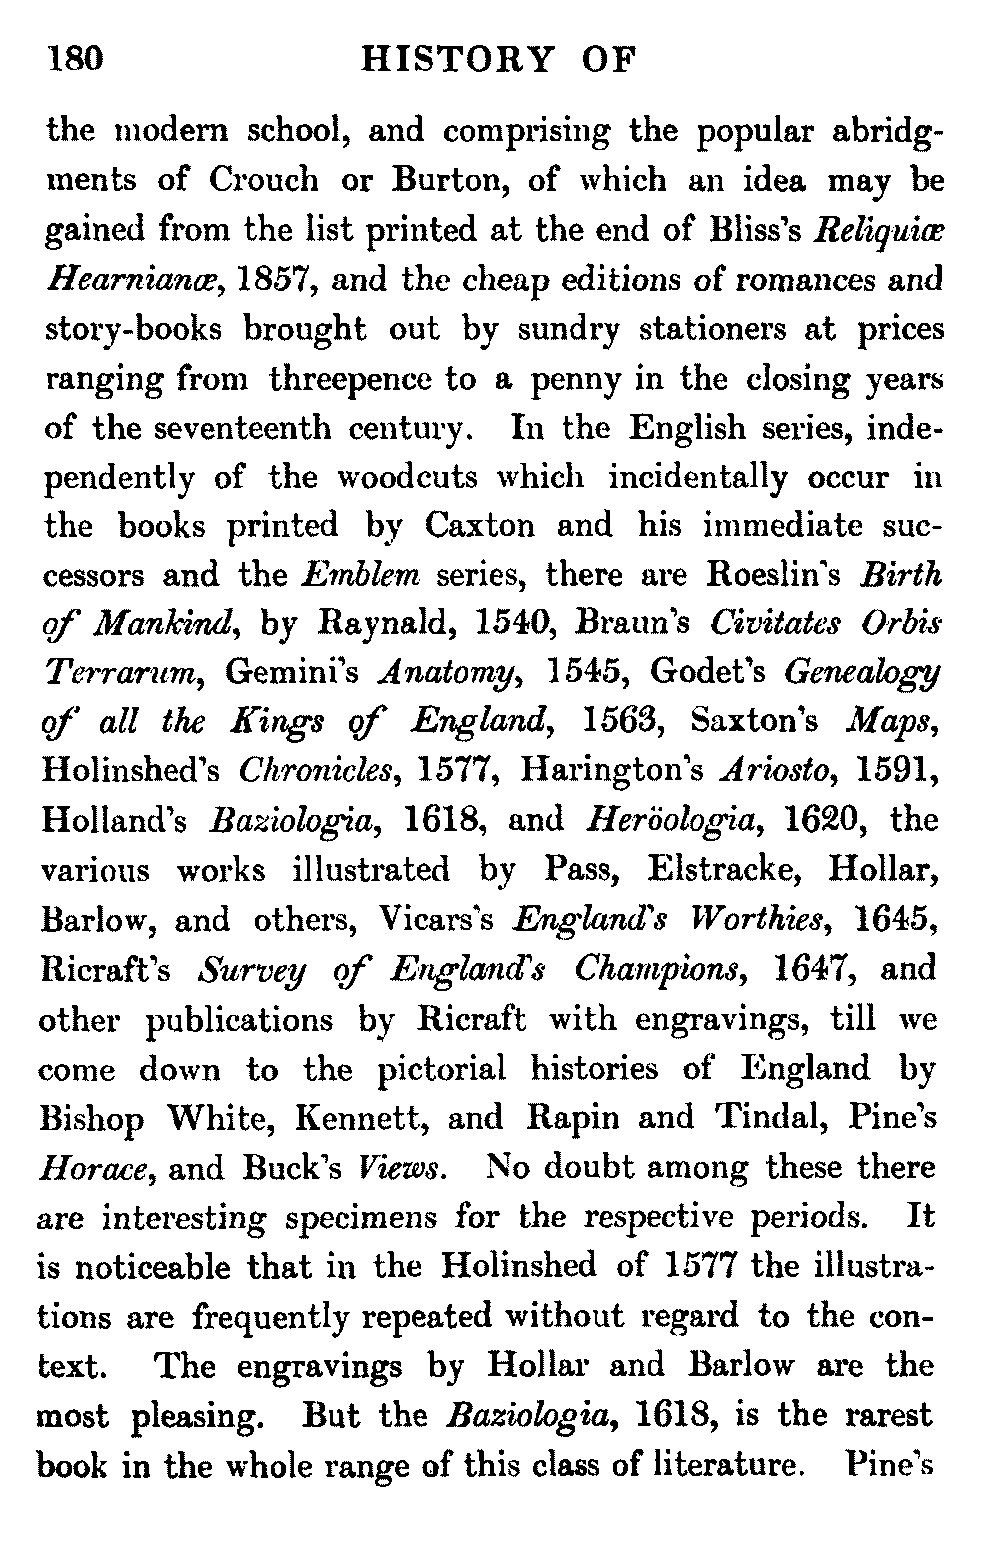 180 HISTORY OF
the modern school, and comprising the popular abridg-
ments of Crouch or Burton, of which an idea may be
gained from the list printed at the end of Bliss's Reliquiæ
Hearnianæ, 1857, and the cheap editions of romances and
story-books brought out by sundry stationers at prices
ranging from threepence to a penny in the closing years
of the seventeenth century. In the English series, inde-
pendently of the woodcuts which incidentally occur in
the books printed by Caxton and his immediate suc-
cessors and the Emblem series, there are Roeslin's Birth
of Mankind, by Raynald, 1540, Braun's Civitates Orbis
Terrarum, Gemini's Anatomy, 1545, Godet's Genealogy
of all the Kings of England, 1563, Saxton's Maps,
Holinshed's Chronicles, 1577, Harington's Ariosto, 1591,
Holland's Baziologia, 1618, and Heröologia, 1620, the
various works illustrated by Pass, Elstracke, Hollar,
Barlow, and others, Vicars's England's Worthies, 1645,
Ricraft's Survey of England's Champions, 1647, and
other publications by Ricraft with engravings, till we
come down to the pictorial histories of England by
Bishop White, Kennett, and Rapin and Tindal, Pine's
Horace, and Buck's Views. No doubt among these there
are interesting specimens for the respective periods. It
is noticeable that in the Holinshed of 1577 the illustra-
tions are frequently repeated without regard to the con-
text. The engravings by Hollar and Barlow are the
most pleasing. But the Baziologia, 1618, is the rarest
book in the whole range of this class of literature. Pine's